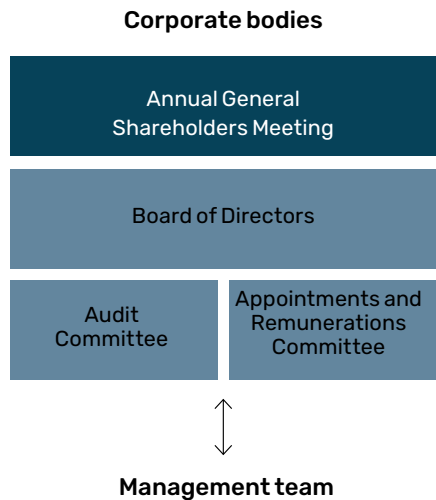 Corporate bodies
Annual General
Shareholders Meeting
Board of Directors
Audit
Committee
Appointments and
Remunerations
Committee
Management team